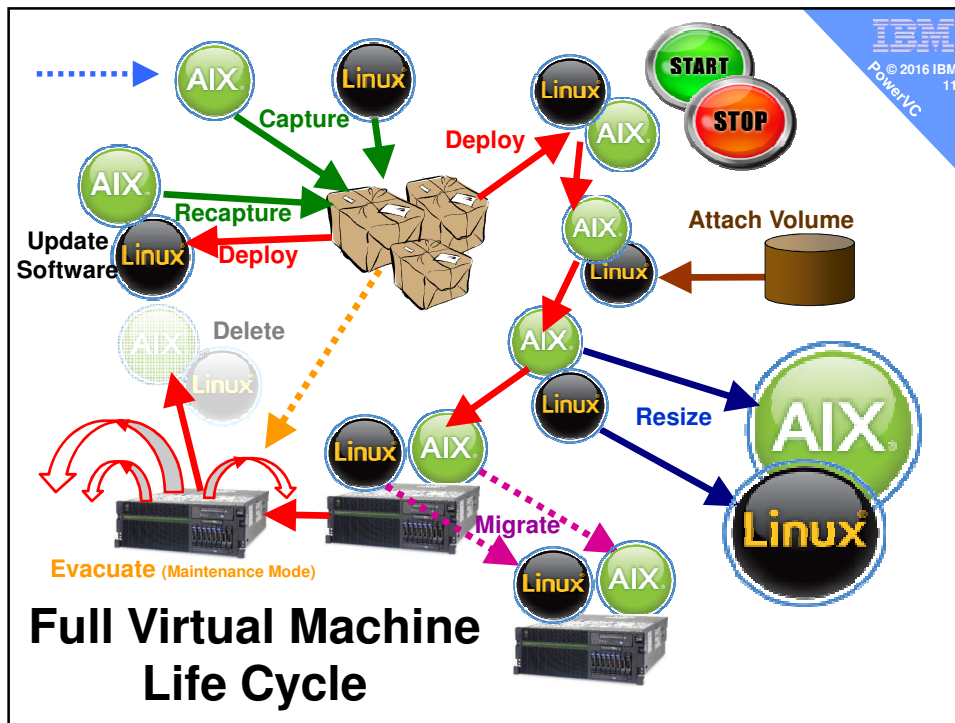 IBM
© 2016 IBM
11
PowerVC
AIX
Linux
Capture
Linux
AIX
START
STOP
Deploy
AIX
Recapture
Update
Software
Linux
Deploy
AIX
Linux
Attach Volume
AIX
Linux
Delete
AIX
Linux
Resize
AIX
Linux
Linux
AIX
Migrate
Linux
AIX
Evacuate (Maintenance Mode)
Full Virtual Machine
Life Cycle